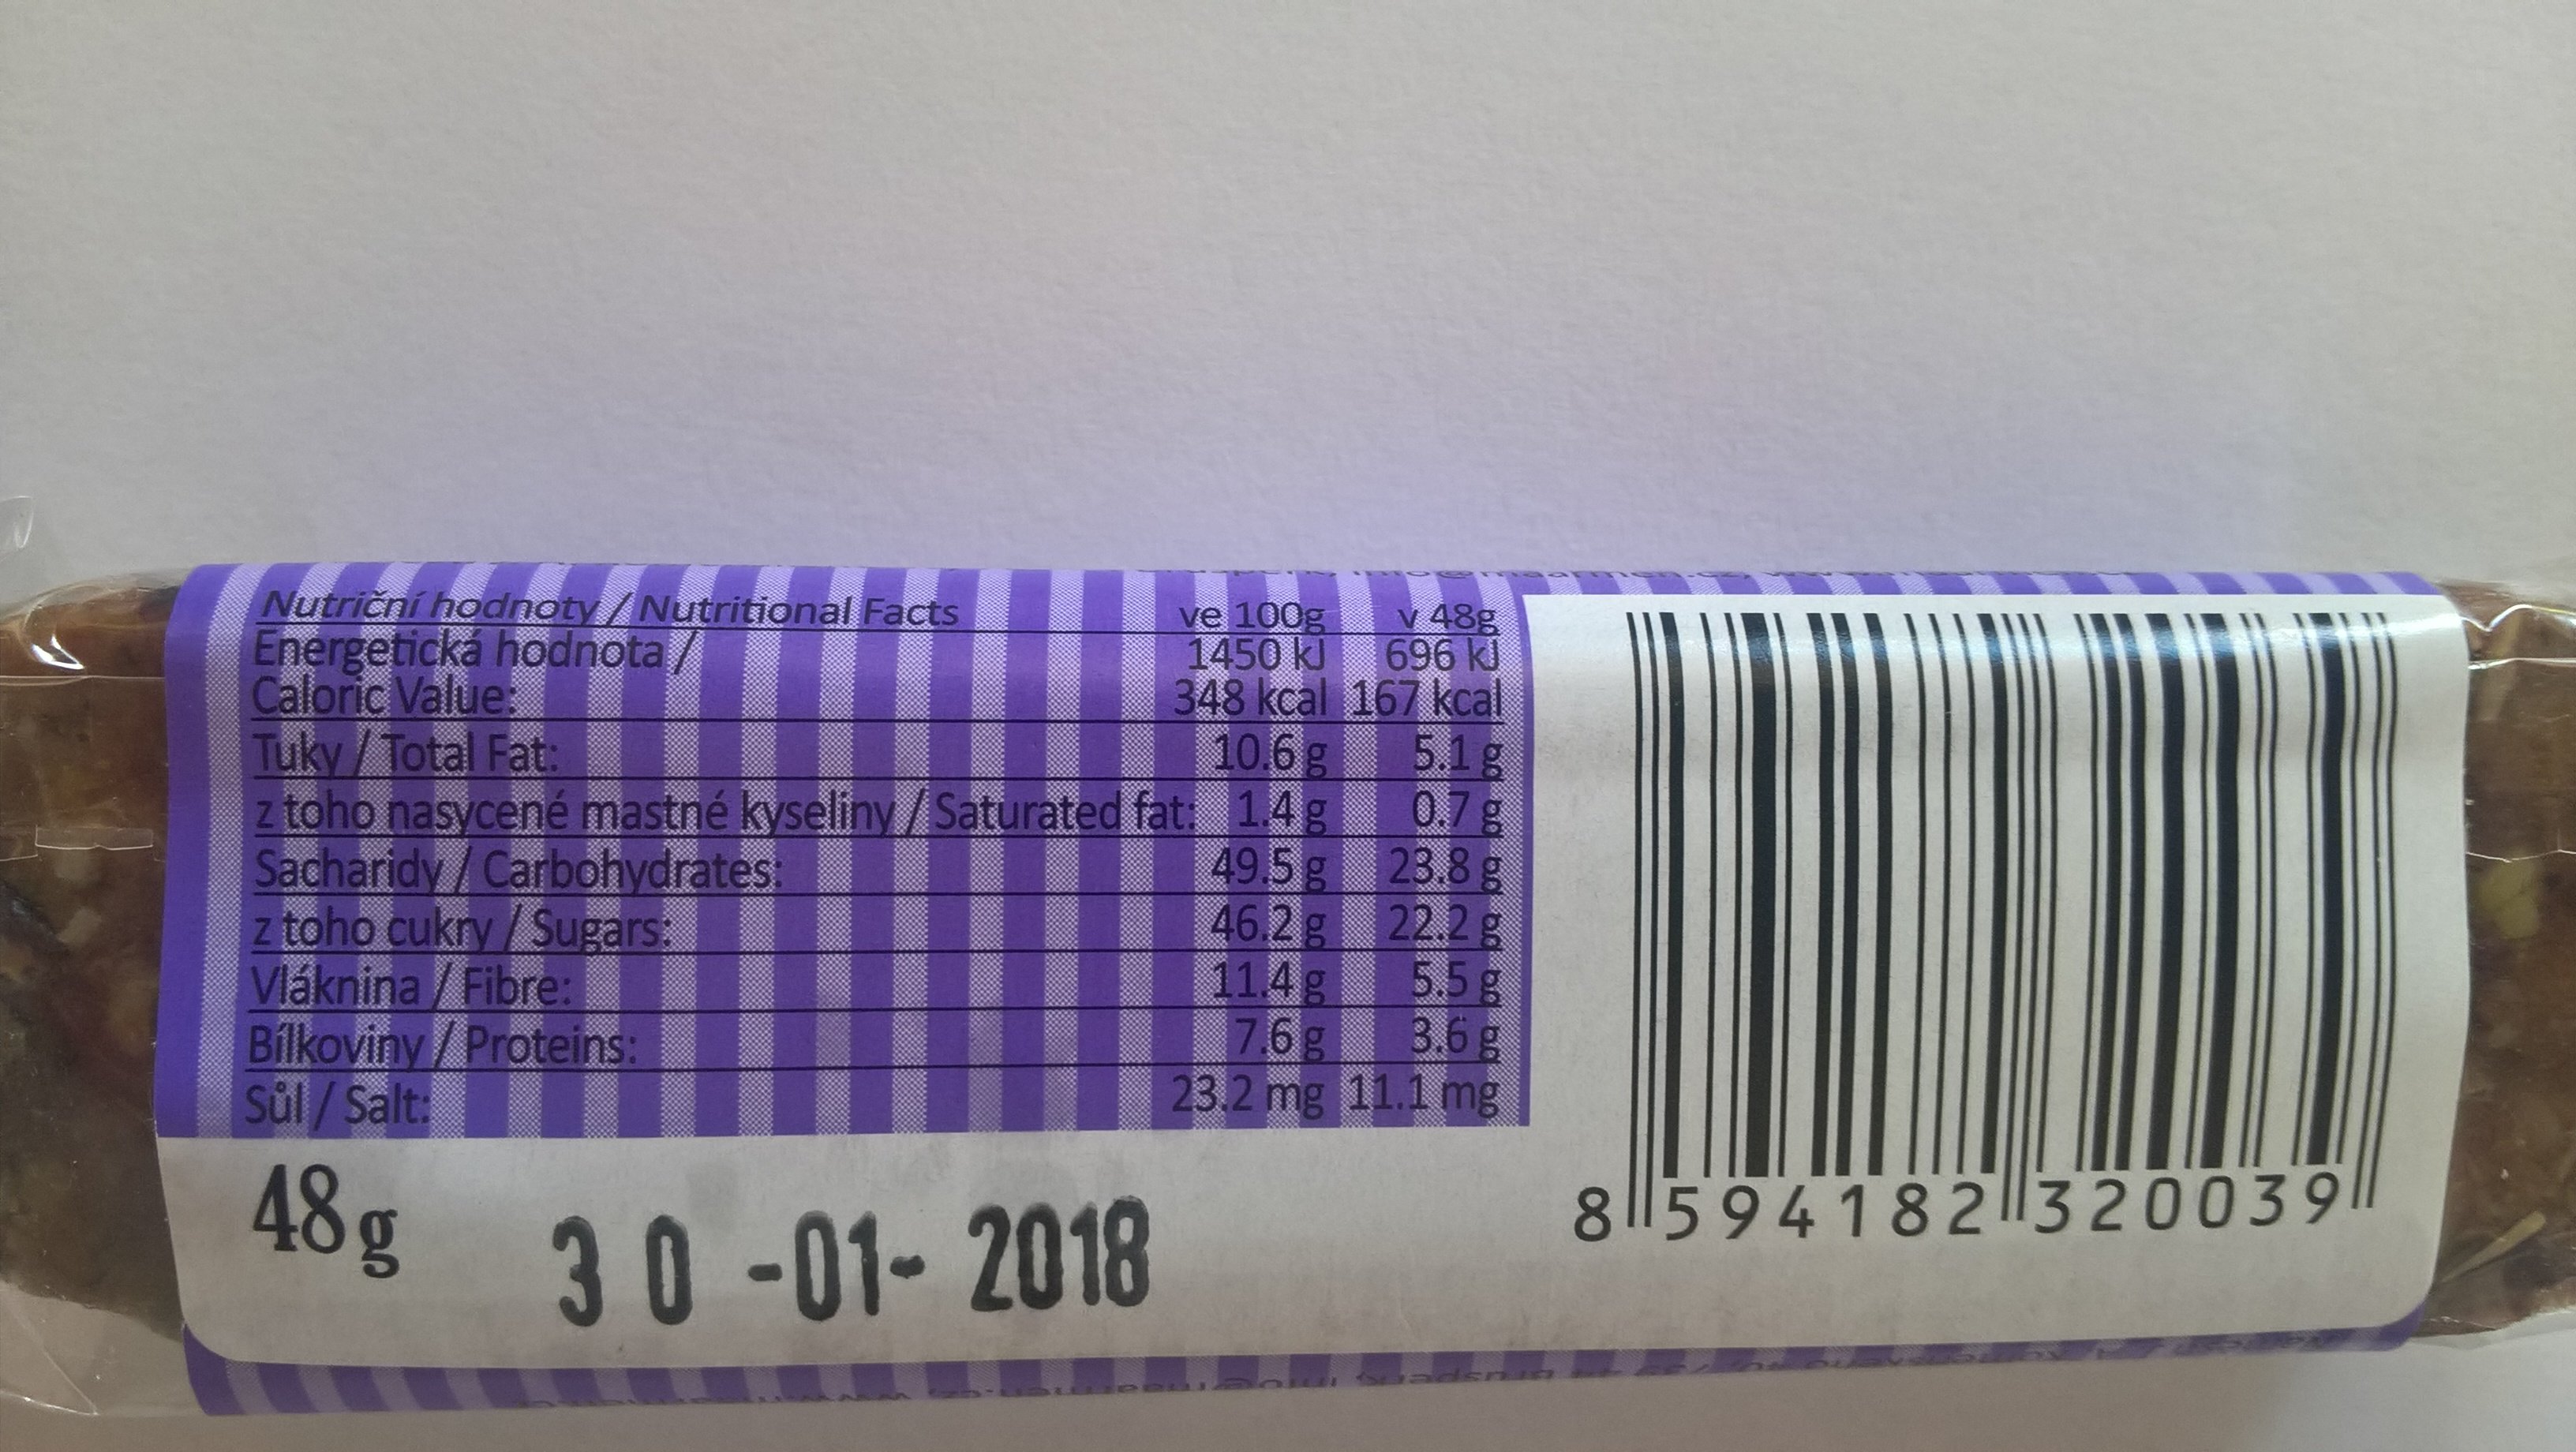 Nutriční hodnoty / Nutritional Facts ve 100g v 48g
Energetická hodnota / 1450 kJ 696 kJ
Caloric Value: 348 kcal 167 kcal
Tuky / Total Fat: 10.6 g 5.1 g
z toho nasycené mastné kyseliny / Saturated fat: 1.4 g 0.7 g
Sacharidy / Carbohydrates: 49.5 g 23.8 g
z toho cukry / Sugars: 46.2 g 22.2 g
Vláknina / Fibre: 11.4 g 5.5 g
Bílkoviny / Proteins: 7.6 g 3.6 g
Sůl / Salt: 23.2 mg 11.1 mg
48g
30 -01- 2018
8 594182 320039